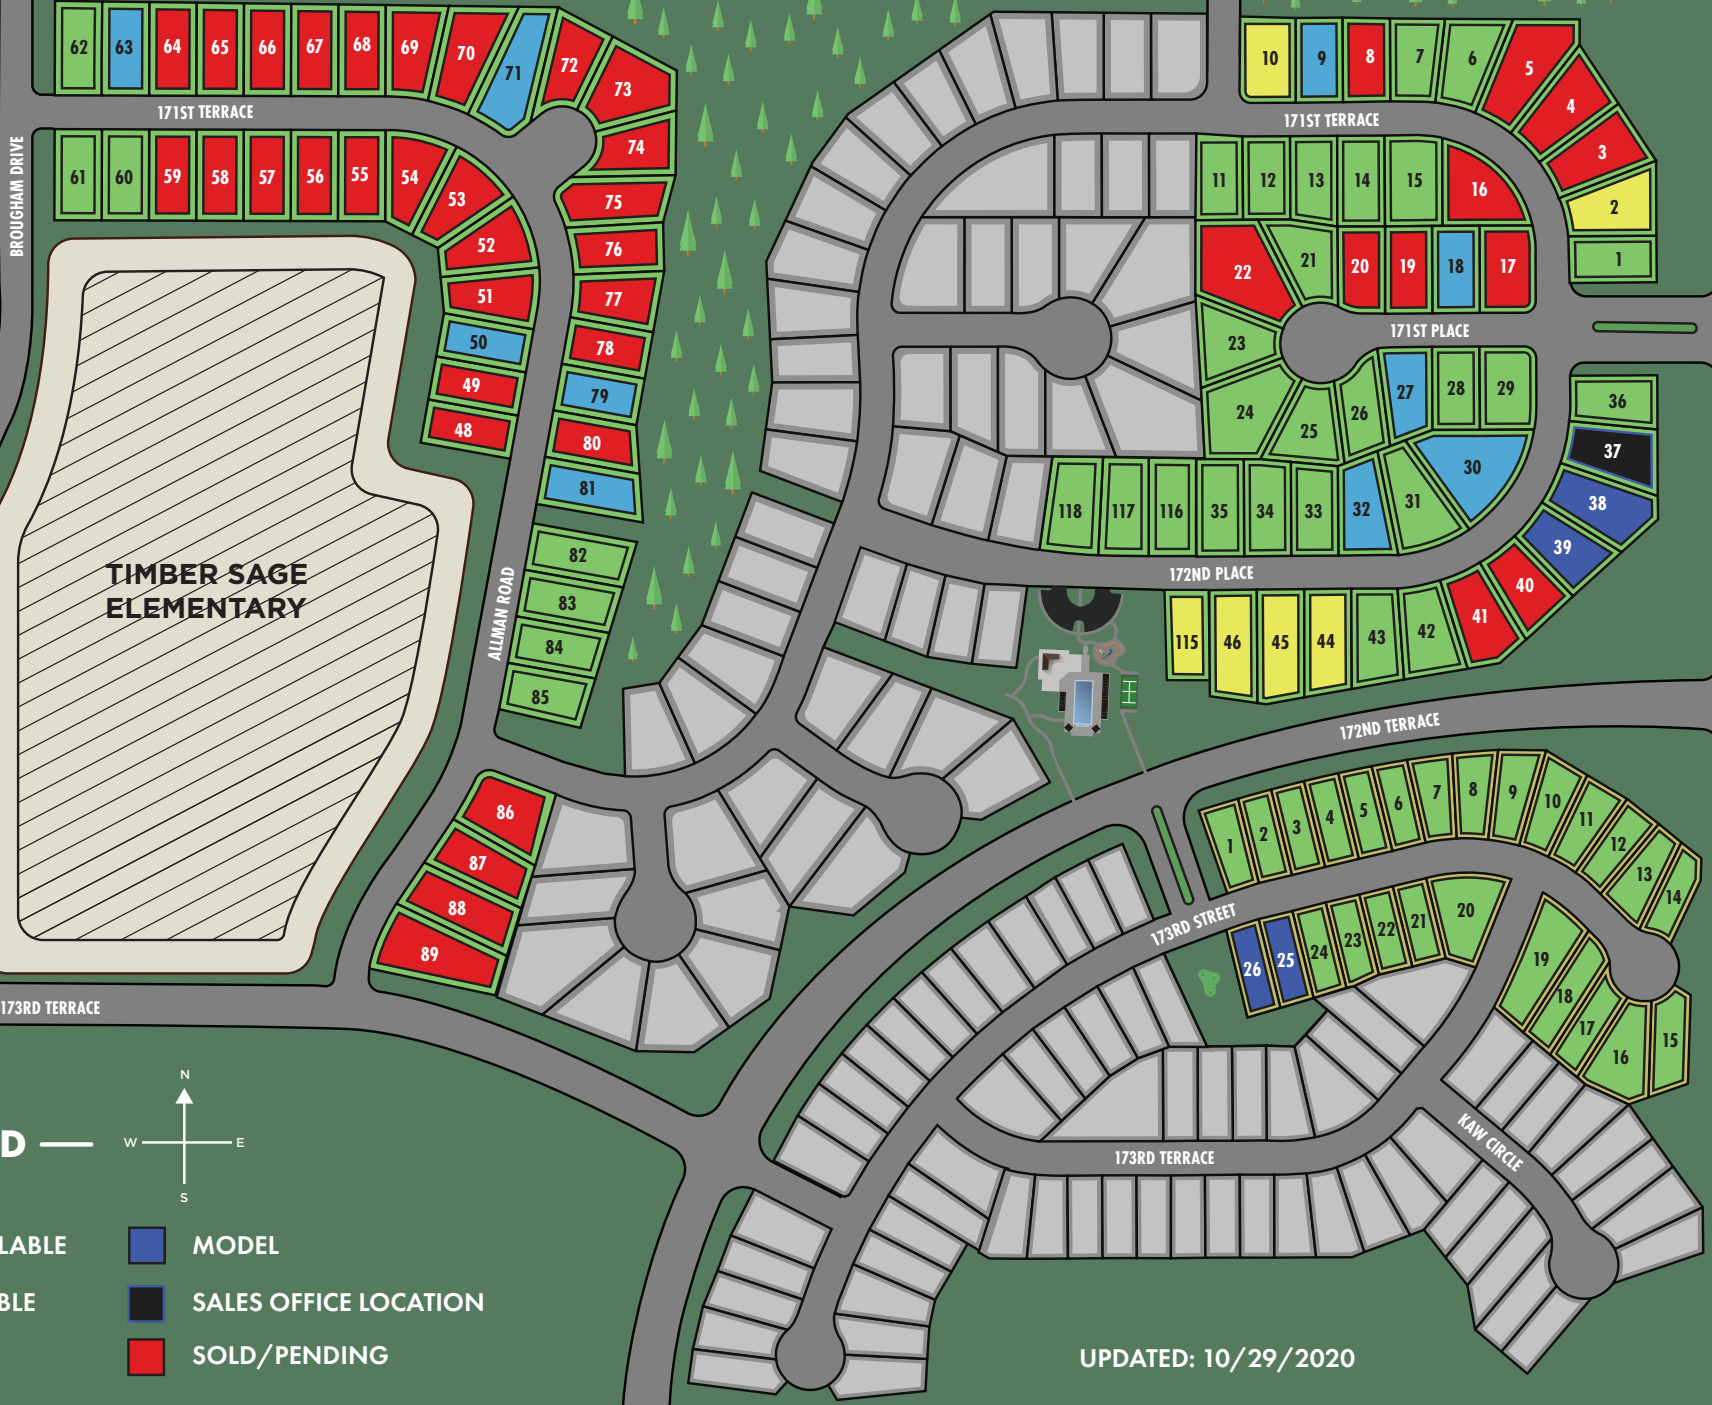 62 63 64 65 66 67 68 69 70 71 72 73
171ST TERRACE
74
61 60 59 58 57 56 55 54 53 52 51 50 49 48
75
76
77
78
79
80
81
82
83
84
85
BROUGHAM DRIVE
ALLMAN ROAD
TIMBER SAGE
ELEMENTARY
86
87
88
89
173RD TERRACE
10 9 8 7 6 5 4 3 2 1
171ST TERRACE
11 12 13 14 15 16
22 21 20 19 18 17
171ST PLACE
23 24 25 26 27 28 29
30
118 117 116 35 34 33 32 31
36
37
38
39
40
41
172ND PLACE
115 46 45 44 43 42
172ND TERRACE
1 2 3 4 5 6 7 8 9 10 11 12 13 14
173RD STREET
26 25 24 23 22 21 20
19 18 17 16 15
173RD TERRACE
KAW CIRCLE
N
W E
S
D
LABLE
BLE
MODEL
SALES OFFICE LOCATION
SOLD/PENDING
UPDATED: 10/29/2020